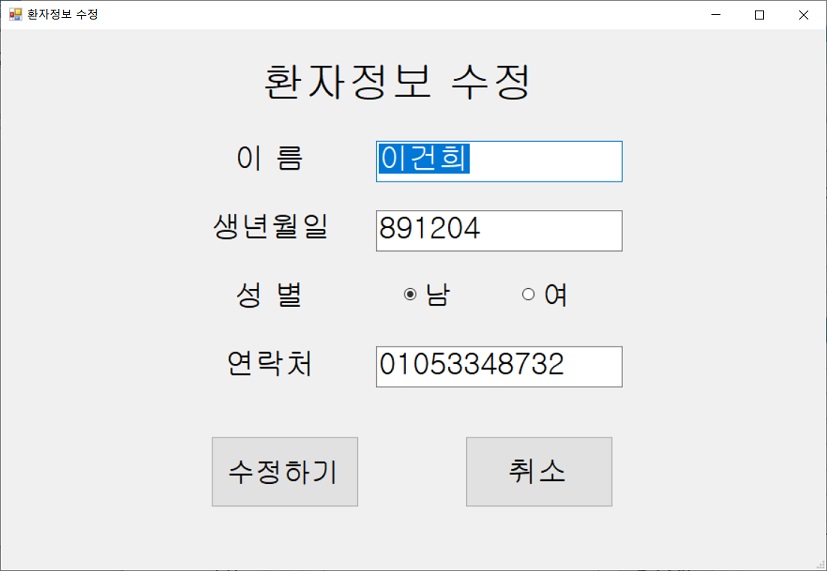 환자정보 수정
환자정보 수정
이 름 이건희
생년월일 891204
성 별 남 여
연락처 01053348732
수정하기 취소